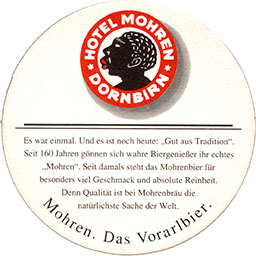 HOTEL MOHREN
DORNBIRN
Es war einmal. Und es ist noch heute: „Gut aus Tradition“.
Seit 160 Jahren gönnen sich wahre Biergenießer ihr echtes
„Mohren“. Seit damals steht das Mohrenbier für
besonders viel Geschmack und absolute Reinheit.
Denn Qualität ist bei Mohrenbräu die
natürlichste Sache der Welt.
Mohren. Das Vorarlbier.